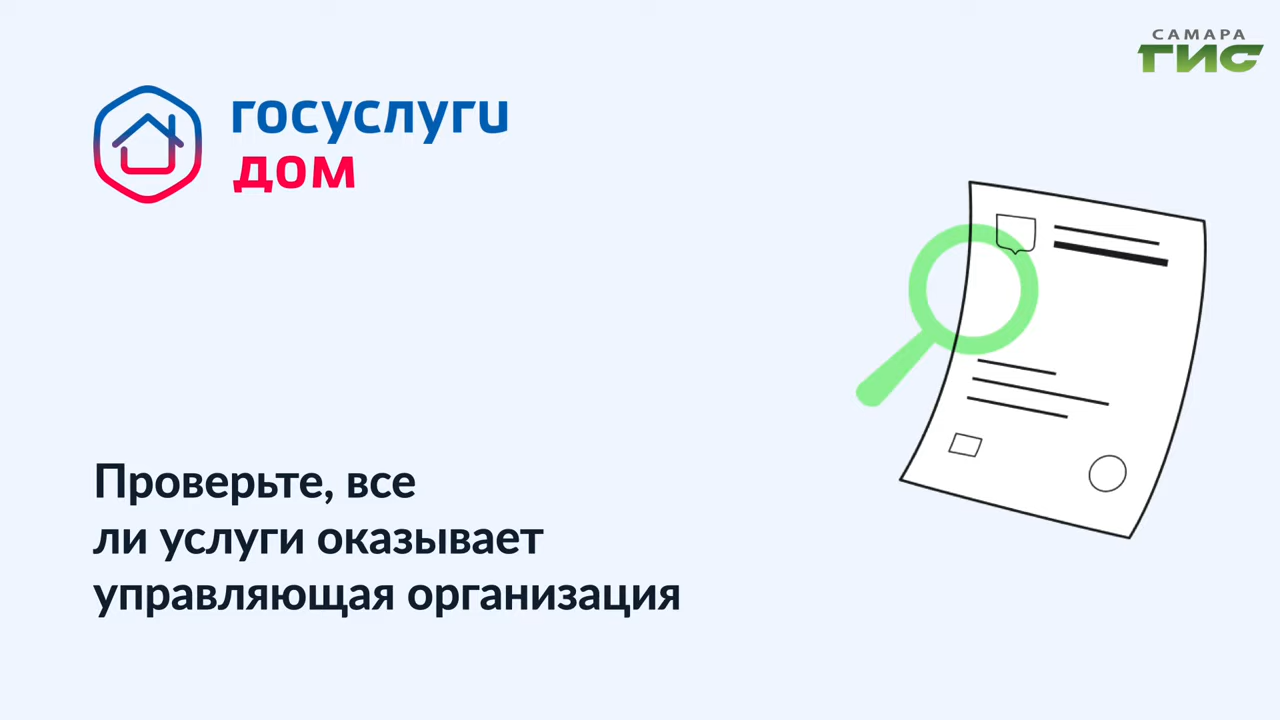 САМАРА
ГИС
госуслуги
дом
Проверьте, все
ли услуги оказывает
управляющая организация